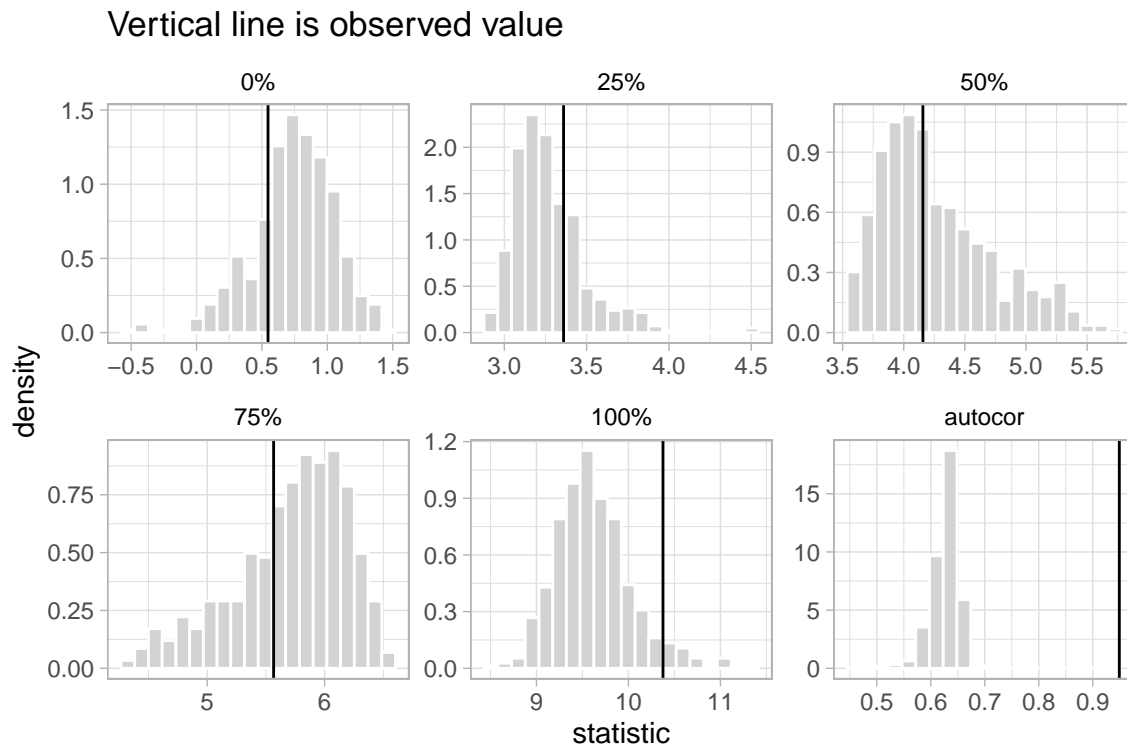 Vertical line is observed value
0% 25% 50%
1.5 1.0 0.5 0.0
−0.5 0.0 0.5 1.0 1.5
2.0 1.5 1.0 0.5 0.0
3.0 3.5 4.0 4.5
0.9 0.6 0.3 0.0
3.5 4.0 4.5 5.0 5.5
density
75% 100% autocor
0.75 0.50 0.25 0.00
5 6
1.2 0.9 0.6 0.3 0.0
9 10 11
15 10 5 0
0.5 0.6 0.7 0.8 0.9
statistic